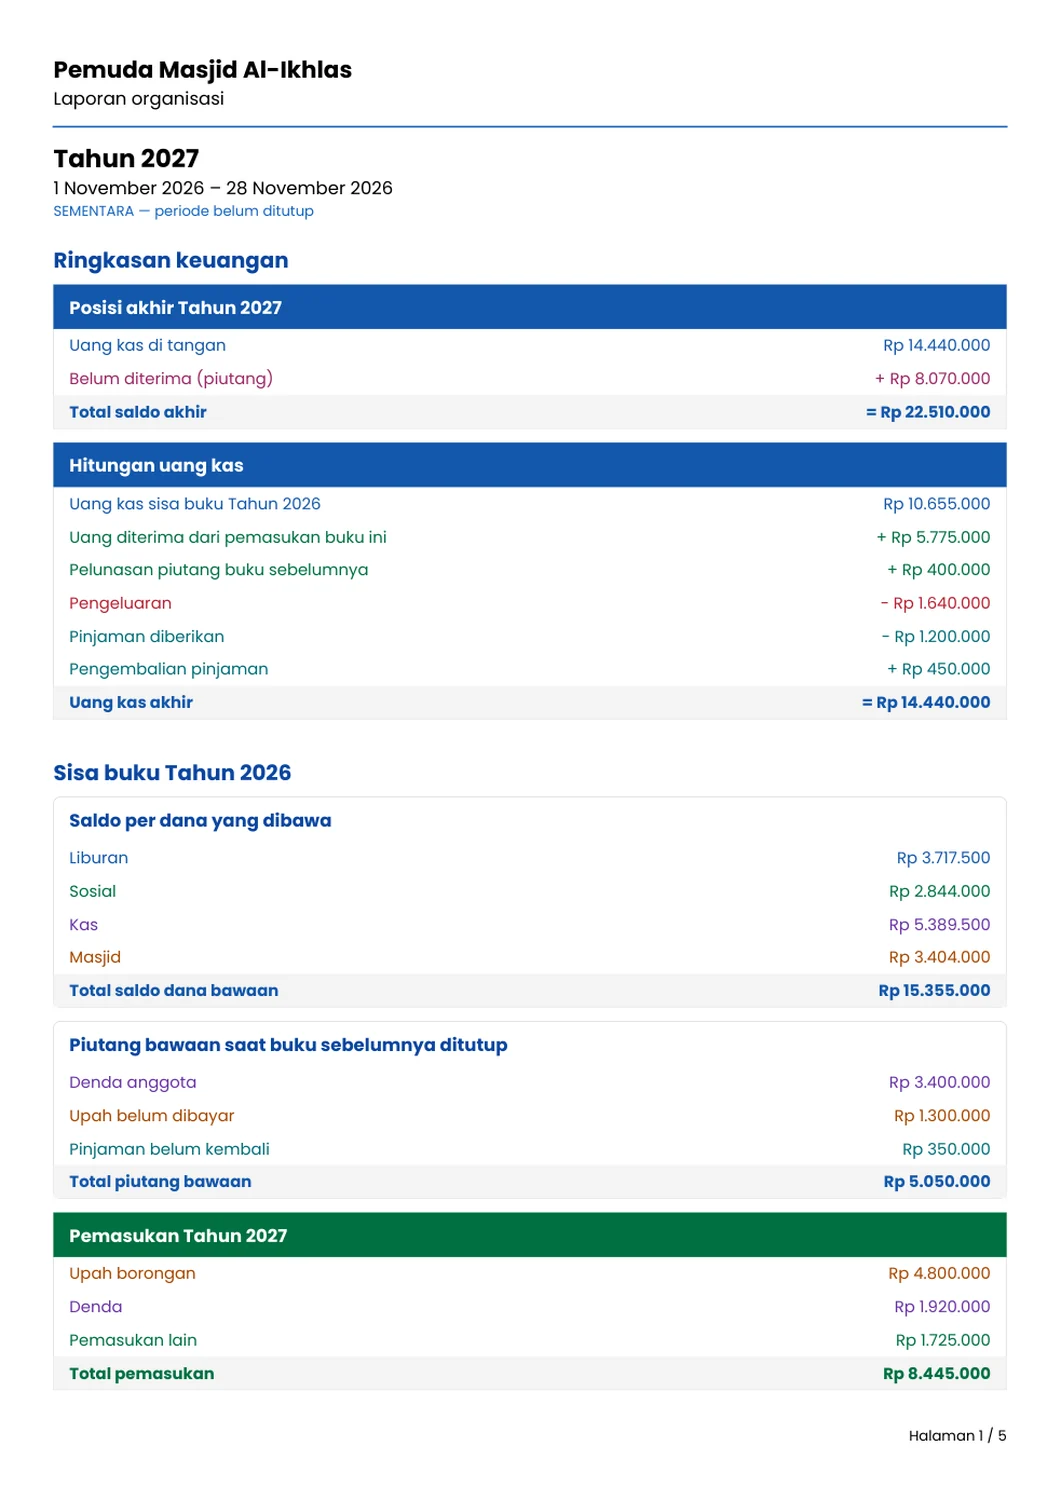 Pemuda Masjid Al-Ikhlas
Laporan organisasi
Tahun 2027
1 November 2026 – 28 November 2026
SEMENTARA — periode belum ditutup
Ringkasan keuangan
Posisi akhir Tahun 2027
Uang kas di tangan Rp 14.440.000
Belum diterima (piutang) + Rp 8.070.000
Total saldo akhir = Rp 22.510.000
Hitungan uang kas
Uang kas sisa buku Tahun 2026 Rp 10.655.000
Uang diterima dari pemasukan buku ini + Rp 5.775.000
Pelunasan piutang buku sebelumnya + Rp 400.000
Pengeluaran - Rp 1.640.000
Pinjaman diberikan - Rp 1.200.000
Pengembalian pinjaman + Rp 450.000
Uang kas akhir = Rp 14.440.000
Sisa buku Tahun 2026
Saldo per dana yang dibawa
Liburan Rp 3.717.500
Sosial Rp 2.844.000
Kas Rp 5.389.500
Masjid Rp 3.404.000
Total saldo dana bawaan Rp 15.355.000
Piutang bawaan saat buku sebelumnya ditutup
Denda anggota Rp 3.400.000
Upah belum dibayar Rp 1.300.000
Pinjaman belum kembali Rp 350.000
Total piutang bawaan Rp 5.050.000
Pemasukan Tahun 2027
Upah borongan Rp 4.800.000
Denda Rp 1.920.000
Pemasukan lain Rp 1.725.000
Total pemasukan Rp 8.445.000
Halaman 1 / 5